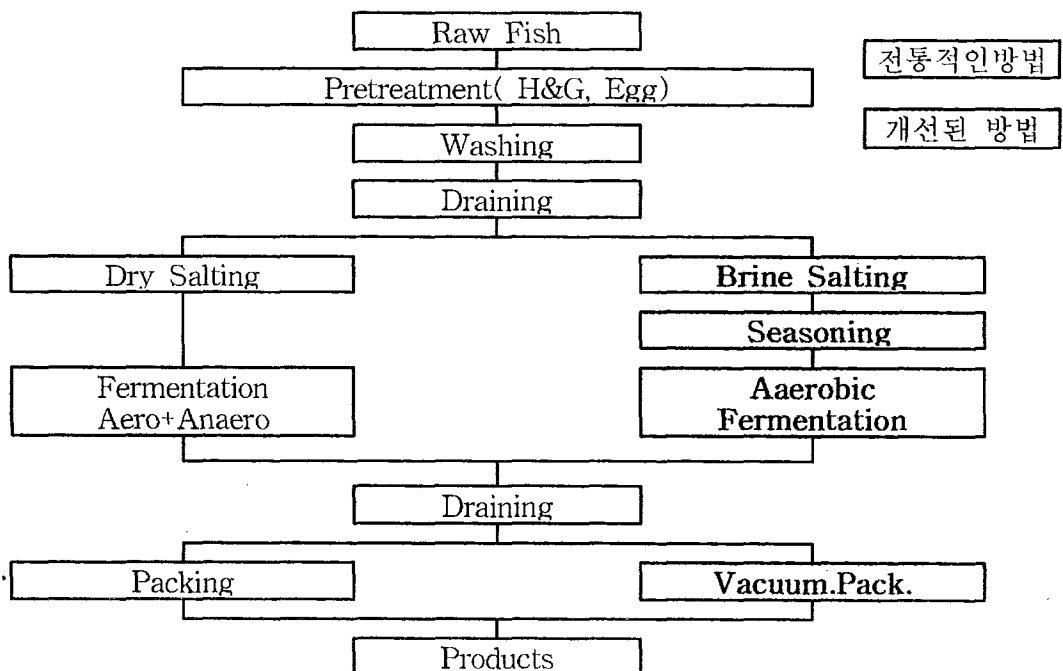 Raw Fish
전통적인방법
Pretreatment( H&G, Egg)
개선된 방법
Washing
Draining
Dry Salting
Brine Salting
Seasoning
Fermentation
Aero+Anaero
Aaerobic
Fermentation
Draining
Packing
Vacuum.Pack.
Products